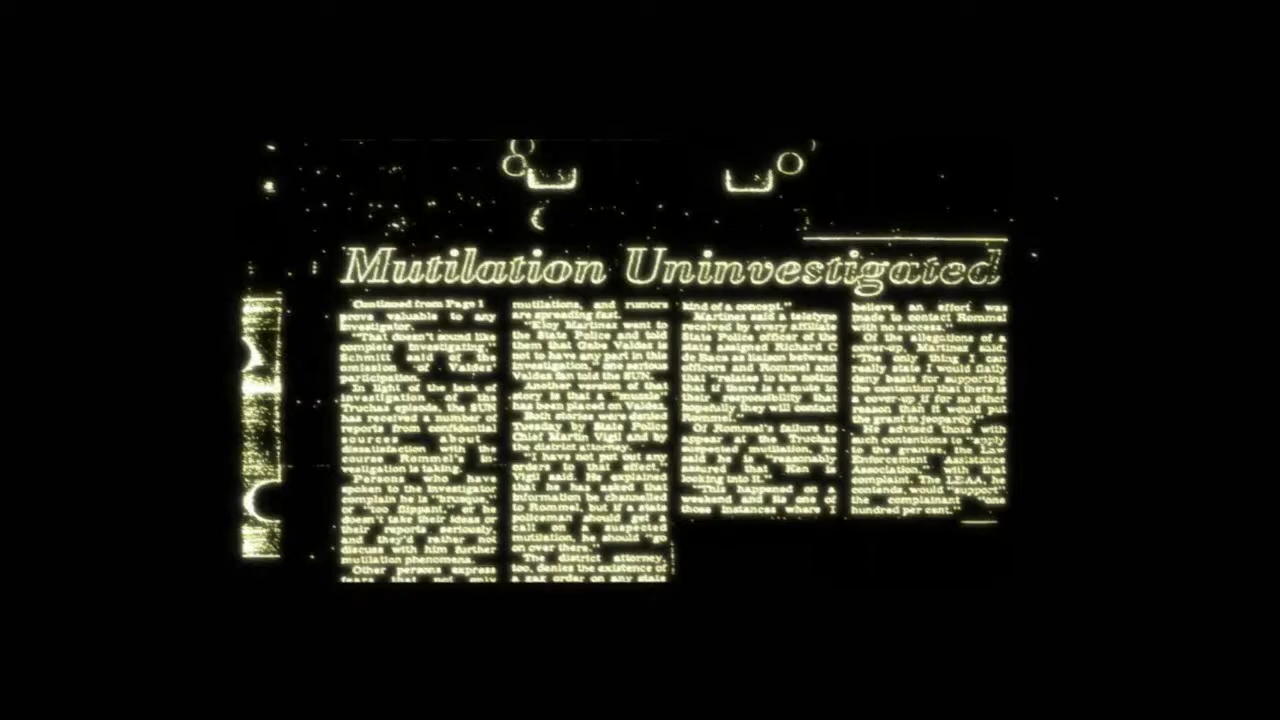 Mutilation Uninvestigated
Continued from Page 1
prove valuable to any
investigator.
"That doesn't sound like
complete investigating,"
Schmitt said of the
omission of Valdes'
participation.
In light of the lack of
investigation of the
Truchas episode, the SUN
has received a number of
reports from confidential
sources about
dissatisfaction with the
course Rommel's in-
vestigation is taking.
Persons who have
spoken to the investigator
complain he is "brusque,"
"too flippant," or he
doesn't take their ideas or
their reports seriously,
and they'd rather not
discuss with him further
mutilation phenomena.
Other persons express
fears that not only
mutilations, and rumors
are spreading fast.
"Eloy Martinez went to
the State Police and told
them that Gabe Valdes is
not to have any part in this
investigation," one serious
Valdes fan told the SUN.
Another version of that
story is that a "muzzle"
has been placed on Valdez.
Both stories were denied
Tuesday by State Police
Chief Martin Vigil and by
the district attorney.
"I have not put out any
orders to that effect,"
Vigil said. He explained
that he has asked that
information be channelled
to Rommel, but if a state
policeman should get a
call on a suspected
mutilation, he should "go
on over there."
The district attorney,
too, denies the existence of
a gag order on any state
kind of a concept."
Martines said a teletype
received by every affiliate
State Police officer of the
state assigned Richard C
de Baca as liaison between
officers and Rommel and
that "relates to the notion
that if there is a mute in
their responsibility, that
hopefully they will contact
Rommel."
Of Rommel's failure to
appear at the Truchas
suspected mutilation, he
said he is "reasonably
assured that Ken is
looking into it."
"This happened on a
weekend and its one of
those instances where I
believe an effort was
made to contact Rommel
with no success."
Of the allegations of a
cover-up, Martinez said,
"The only thing I can
really state I would flatly
deny basis for supporting
the contention that there is
a cover-up if for no other
reason than it would put
the grant in jeopardy."
He advised those with
such contentions to "apply
to the grantee, the Law
Enforcement Assistance
Association," with that
complaint. The LEAA, he
contends, would "support"
the complainant "one
hundred per cent."